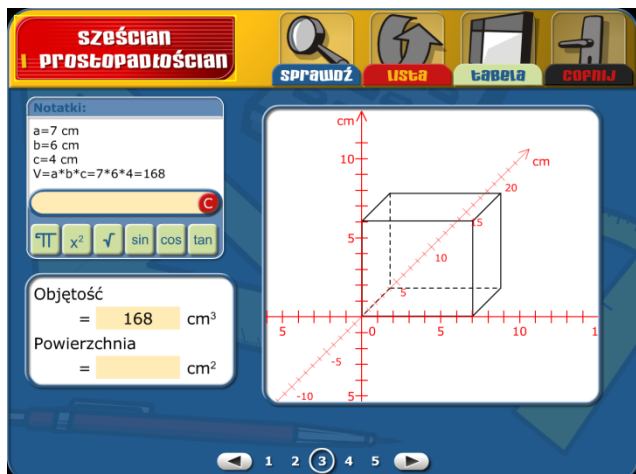 sześcian
i prostopadłościan
sprawdź
lista
tabela
cofnij
Notatki:
a=7 cm
b=6 cm
c=4 cm
V=a*b*c=7*6*4=168
C
π x² √ sin cos tan
Objętość
= 168 cm³
Powierzchnia
= cm²
cm
cm
10
20
15
5
10
5
5 0 5 10 1
-5
-10
5
1 2 3 4 5